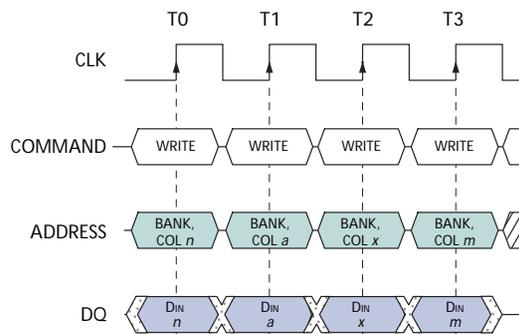 T0 T1 T2 T3
CLK
COMMAND WRITE WRITE WRITE WRITE
ADDRESS BANK, COL n BANK, COL a BANK, COL x BANK, COL m
DQ DIN n DIN a DIN x DIN m